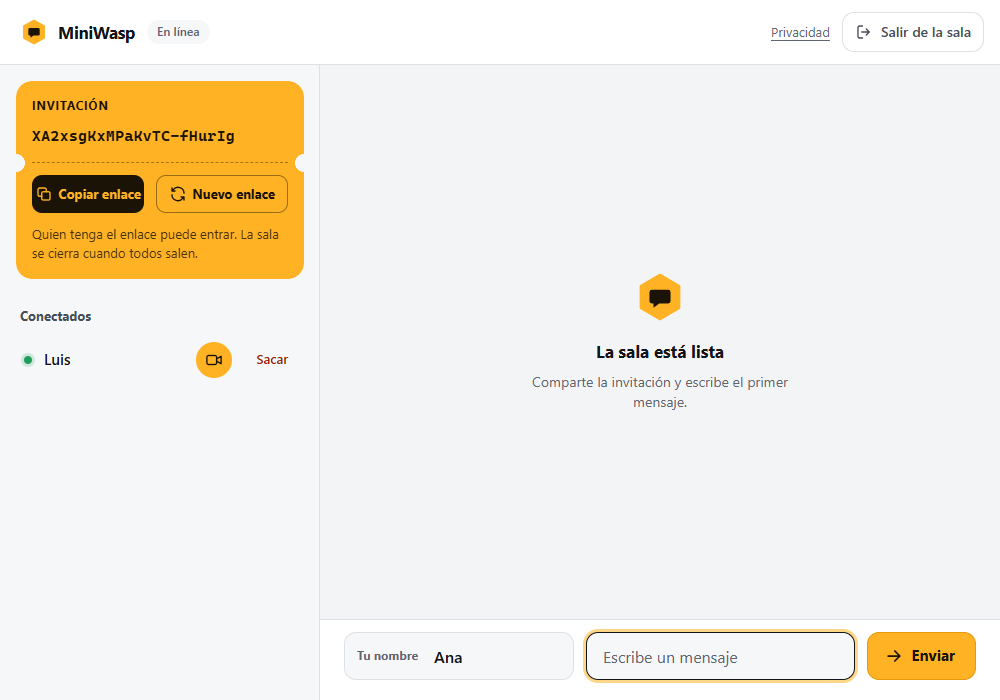 MiniWasp
En línea
Privacidad
Salir de la sala
INVITACIÓN
XA2xsgKxMPaKvTC-fHurIg
Copiar enlace
Nuevo enlace
Quien tenga el enlace puede entrar. La sala
se cierra cuando todos salen.
Conectados
Luis
Sacar
La sala está lista
Comparte la invitación y escribe el primer
mensaje.
Tu nombre
Ana
Escribe un mensaje
Enviar